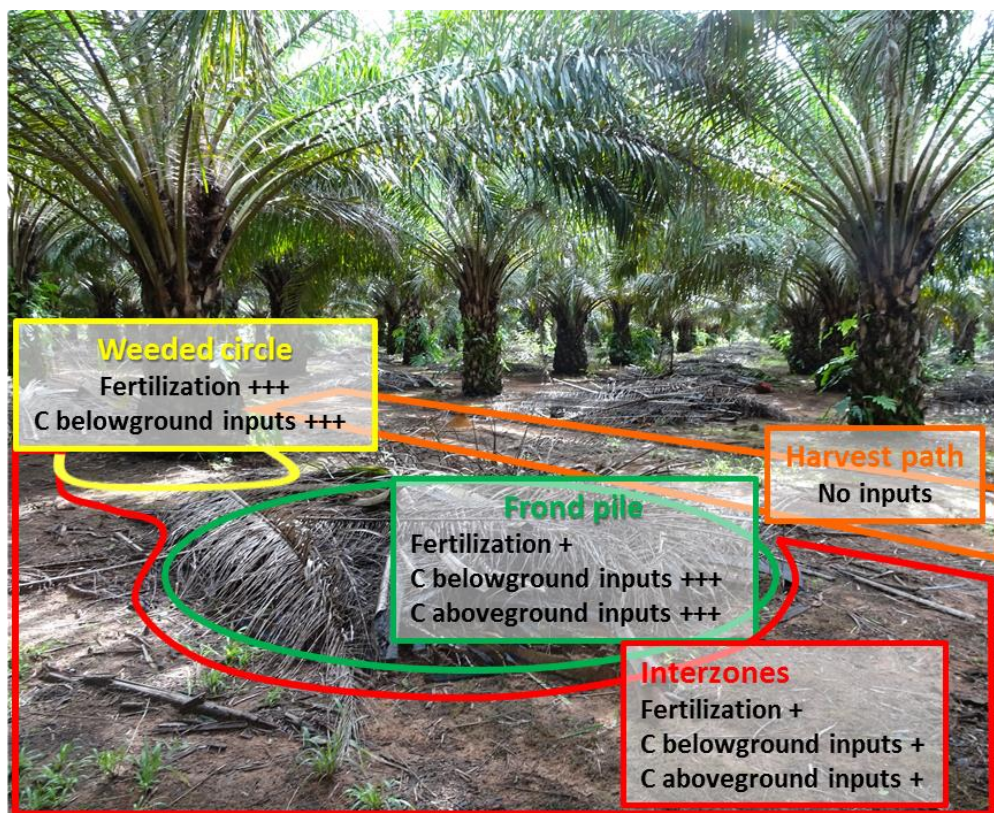 Weeded circle
Fertilization +++
C belowground inputs +++
Harvest path
No inputs
Frond pile
Fertilization +
C belowground inputs +++
C aboveground inputs +++
Interzones
Fertilization +
C belowground inputs +
C aboveground inputs +